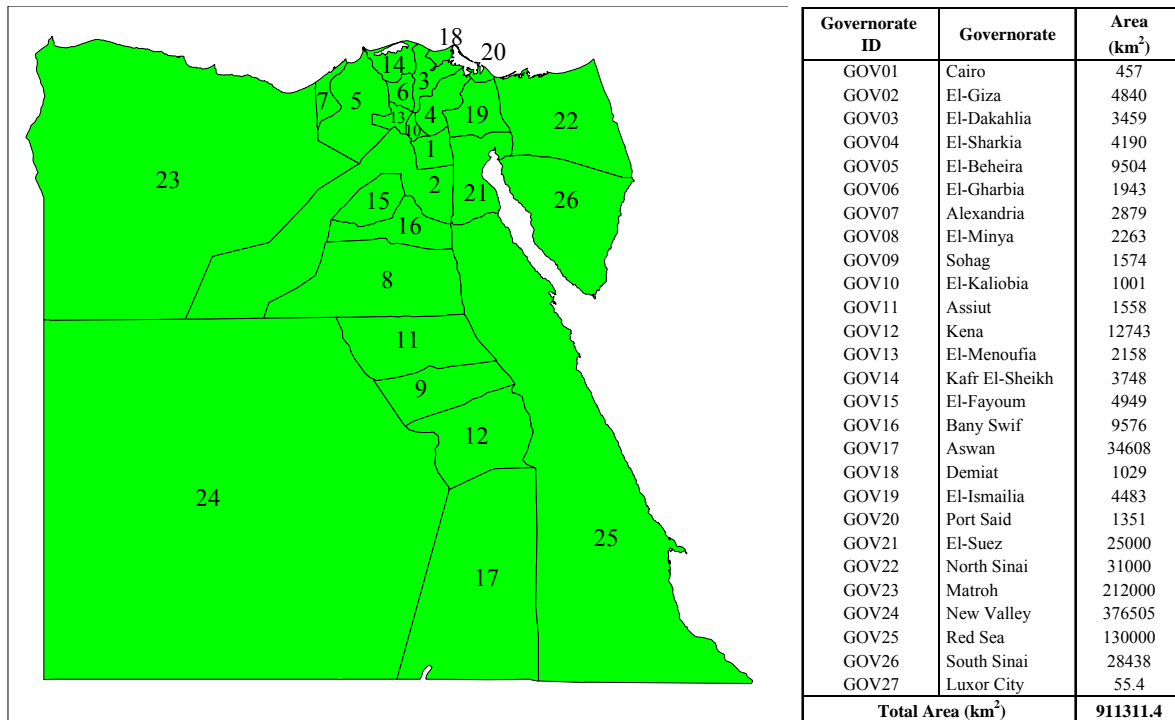 18
20
14
3
6
7
5
13
4
19
22
10
1
23
2
21
15
26
16
8
11
9
12
24
25
17
Governorate ID Governorate Area (km²)
GOV01 Cairo 457
GOV02 El-Giza 4840
GOV03 El-Dakahlia 3459
GOV04 El-Sharkia 4190
GOV05 El-Beheira 9504
GOV06 El-Gharbia 1943
GOV07 Alexandria 2879
GOV08 El-Minya 2263
GOV09 Sohag 1574
GOV10 El-Kaliobia 1001
GOV11 Assiut 1558
GOV12 Kena 12743
GOV13 El-Menoufia 2158
GOV14 Kafr El-Sheikh 3748
GOV15 El-Fayoum 4949
GOV16 Bany Swif 9576
GOV17 Aswan 34608
GOV18 Demiat 1029
GOV19 El-Ismailia 4483
GOV20 Port Said 1351
GOV21 El-Suez 25000
GOV22 North Sinai 31000
GOV23 Matroh 212000
GOV24 New Valley 376505
GOV25 Red Sea 130000
GOV26 South Sinai 28438
GOV27 Luxor City 55.4
Total Area (km²) 911311.4